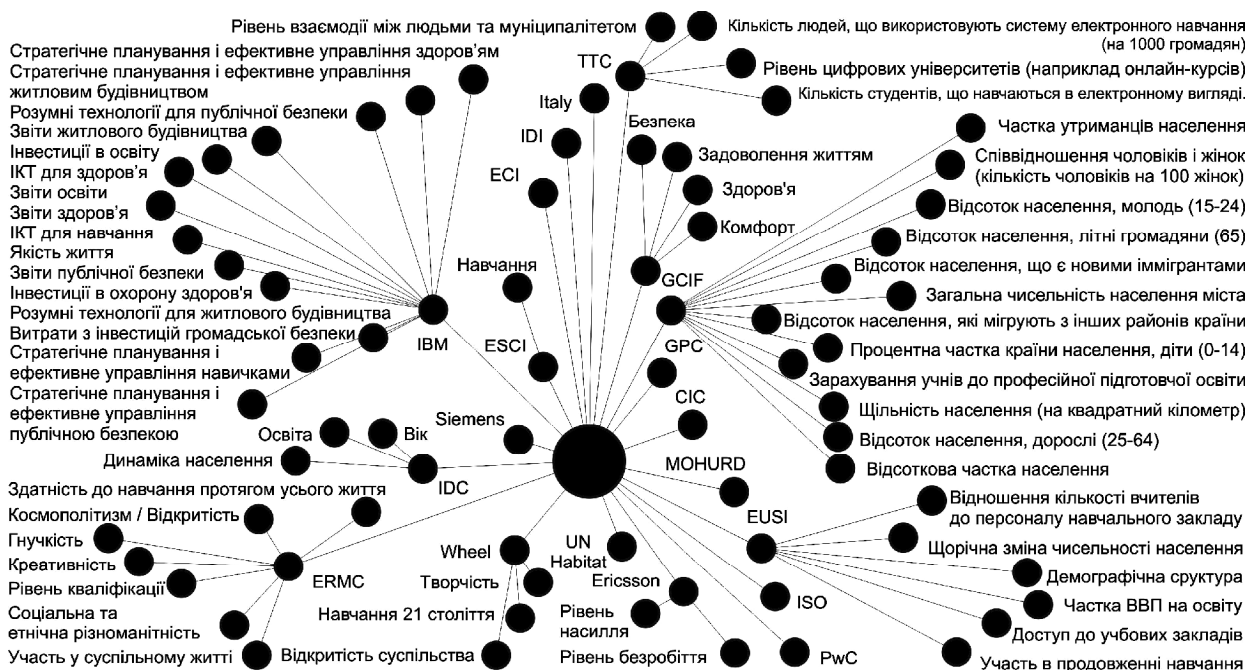 Рівень взаємодії між людьми та муніципалітетом
Кількість людей, що використовують систему електронного навчання
(на 1000 громадян)
TTC
Рівень цифрових університетів (наприклад онлайн-курсів)
Кількість студентів, що навчаються в електронному вигляді.
Стратегічне планування і ефективне управління здоров'ям
Стратегічне планування і ефективне управління
житловим будівництвом
Розумні технології для публічної безпеки
Звіти житлового будівництва
Інвестиції в освіту
ІКТ для здоров'я
Звіти освіти
Звіти здоров'я
ІКТ для навчання
Якість життя
Звіти публічної безпеки
Інвестиції в охорону здоров'я
Розумні технології для житлового будівництва
Витрати з інвестицій громадської безпеки
Стратегічне планування і
ефективне управління навичками
Стратегічне планування і
ефективне управління
публічною безпекою
IBM
Italy
IDI
ECI
Навчання
ESCI
Siemens
Безпека
Задоволення життям
Здоров'я
Комфорт
GCIF
GPC
CIC
MOHURD
EUSI
Частка утриманців населення
Співвідношення чоловіків і жінок
(кількість чоловіків на 100 жінок)
Відсоток населення, молодь (15-24)
Відсоток населення, літні громадяни (65)
Відсоток населення, що є новими іммігрантами
Загальна чисельність населення міста
Відсоток населення, які мігрують з інших районів країни
Процентна частка країни населення, діти (0-14)
Зарахування учнів до професійної підготовчої освіти
Щільність населення (на квадратний кілометр)
Відсоток населення, дорослі (25-64)
Відсоткова частка населення
Освіта
Вік
Динаміка населення
IDC
Здатність до навчання протягом усього життя
Космополітизм / Відкритість
Гнучкість
Креативність
Рівень кваліфікації
Соціальна та
етнічна різноманітність
Участь у суспільному житті
ERMC
Wheel
Творчість
Навчання 21 століття
Відкритість суспільства
UN
Habitat
Ericsson
Рівень
насилля
Рівень безробіття
PwC
ISO
Відношення кількості вчителів
до персоналу навчального закладу
Щорічна зміна чисельності населення
Демографічна сруктура
Частка ВВП на освіту
Доступ до учбових закладів
Участь в продовженні навчання